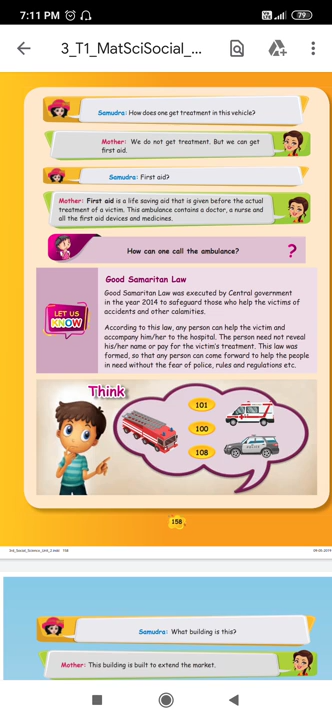 7:11 PM
79
3_T1_MatSciSocial_...
Samudra: How does one get treatment in this vehicle?
Mother: We do not get treatment. But we can get
first aid.
Samudra: First aid?
Mother: First aid is a life saving aid that is given before the actual
treatment of a victim. This ambulance contains a doctor, a nurse and
all the first aid devices and medicines.
How can one call the ambulance?
?
Good Samaritan Law
LET US
KNOW
Good Samaritan Law was executed by Central government
in the year 2014 to safeguard those who help the victims of
accidents and other calamities.
According to this law, any person can help the victim and
accompany him/her to the hospital. The person need not reveal
his/her name or pay for the victim's treatment. This law was
formed, so that any person can come forward to help the people
in need without the fear of police, rules and regulations etc.
Think
101
100
108
158
Samudra: What building is this?
Mother: This building is built to extend the market.